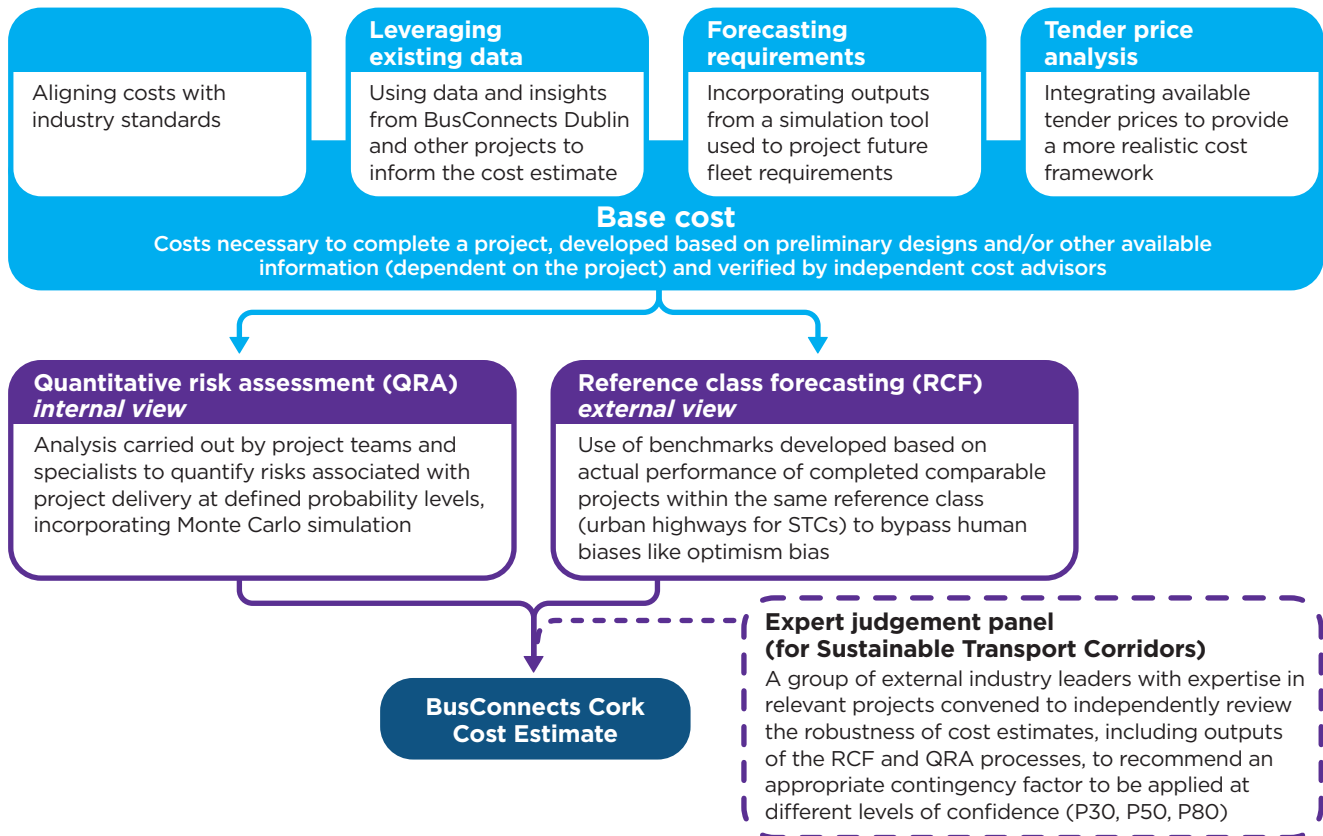 Aligning costs with
industry standards
Leveraging
existing data
Using data and insights
from BusConnects Dublin
and other projects to
inform the cost estimate
Forecasting
requirements
Incorporating outputs
from a simulation tool
used to project future
fleet requirements
Tender price
analysis
Integrating available
tender prices to provide
a more realistic cost
framework
Base cost
Costs necessary to complete a project, developed based on preliminary designs and/or other available
information (dependent on the project) and verified by independent cost advisors
Quantitative risk assessment (QRA)
internal view
Analysis carried out by project teams and
specialists to quantify risks associated with
project delivery at defined probability levels,
incorporating Monte Carlo simulation
Reference class forecasting (RCF)
external view
Use of benchmarks developed based on
actual performance of completed comparable
projects within the same reference class
(urban highways for STCs) to bypass human
biases like optimism bias
Expert judgement panel
(for Sustainable Transport Corridors)
A group of external industry leaders with expertise in
relevant projects convened to independently review
the robustness of cost estimates, including outputs
of the RCF and QRA processes, to recommend an
appropriate contingency factor to be applied at
different levels of confidence (P30, P50, P80)
BusConnects Cork
Cost Estimate